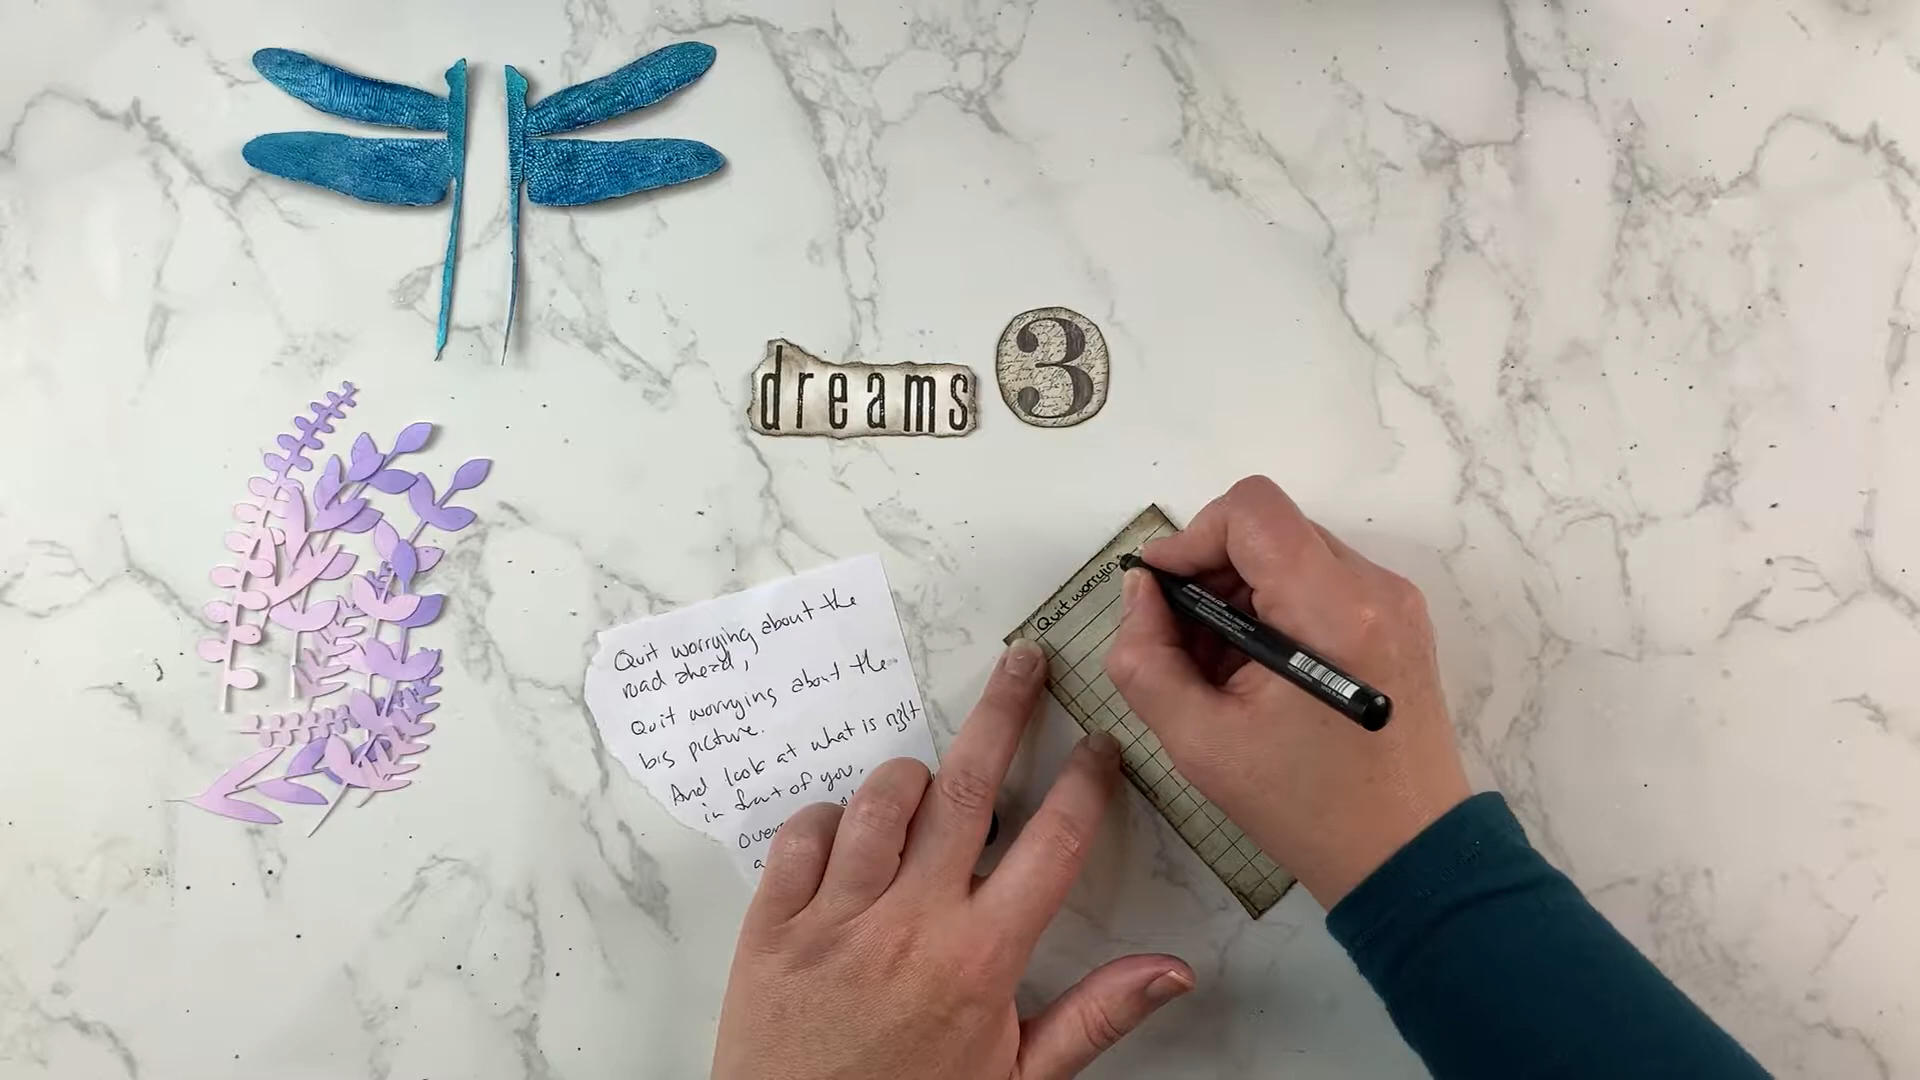 dreams
3
Quit worryin
Quit worrying about the
road ahead,
Quit worrying about the
big picture.
And look at what is right
in front of you.